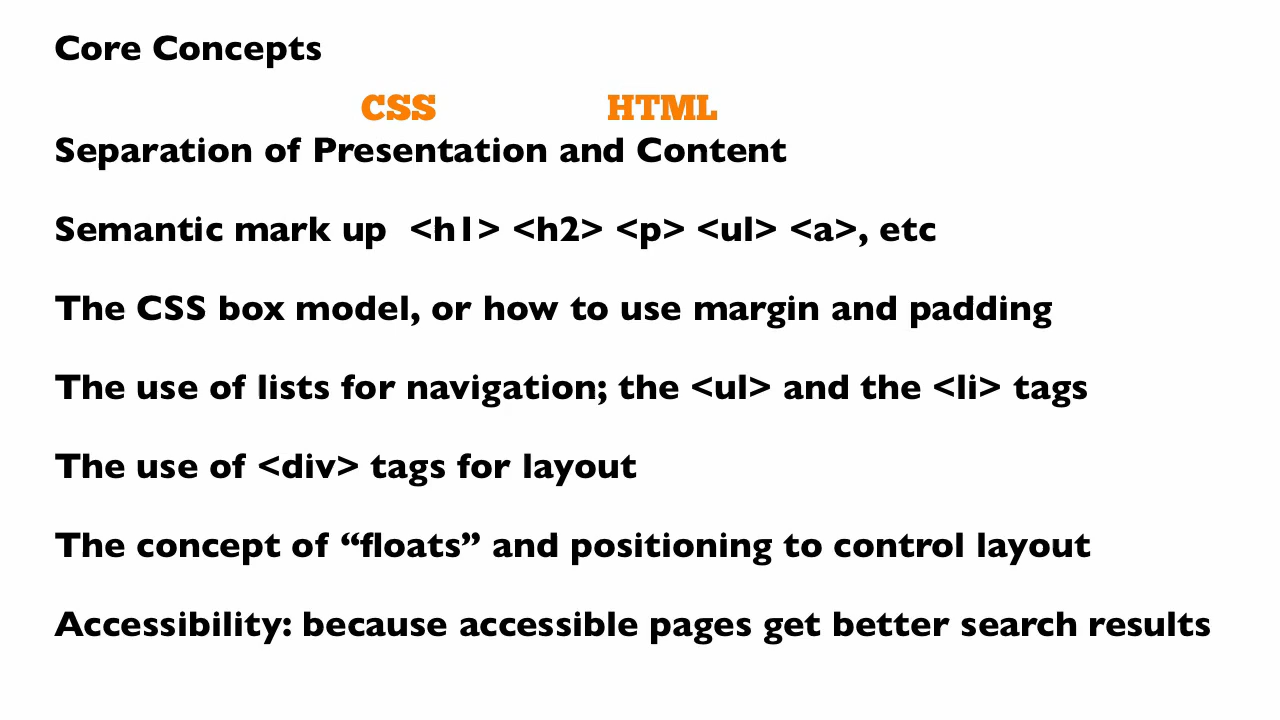 Core Concepts
CSS HTML
Separation of Presentation and Content
Semantic mark up <h1> <h2> <p> <ul> <a>, etc
The CSS box model, or how to use margin and padding
The use of lists for navigation; the <ul> and the <li> tags
The use of <div> tags for layout
The concept of “floats” and positioning to control layout
Accessibility: because accessible pages get better search results